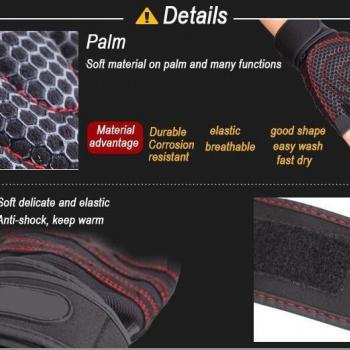 Details
Palm
Soft material on palm and many functions
Material advantage
Durable
Corrosion resistant
elastic
breathable
good shape
easy wash
fast dry
Soft delicate and elastic
Anti-shock, keep warm